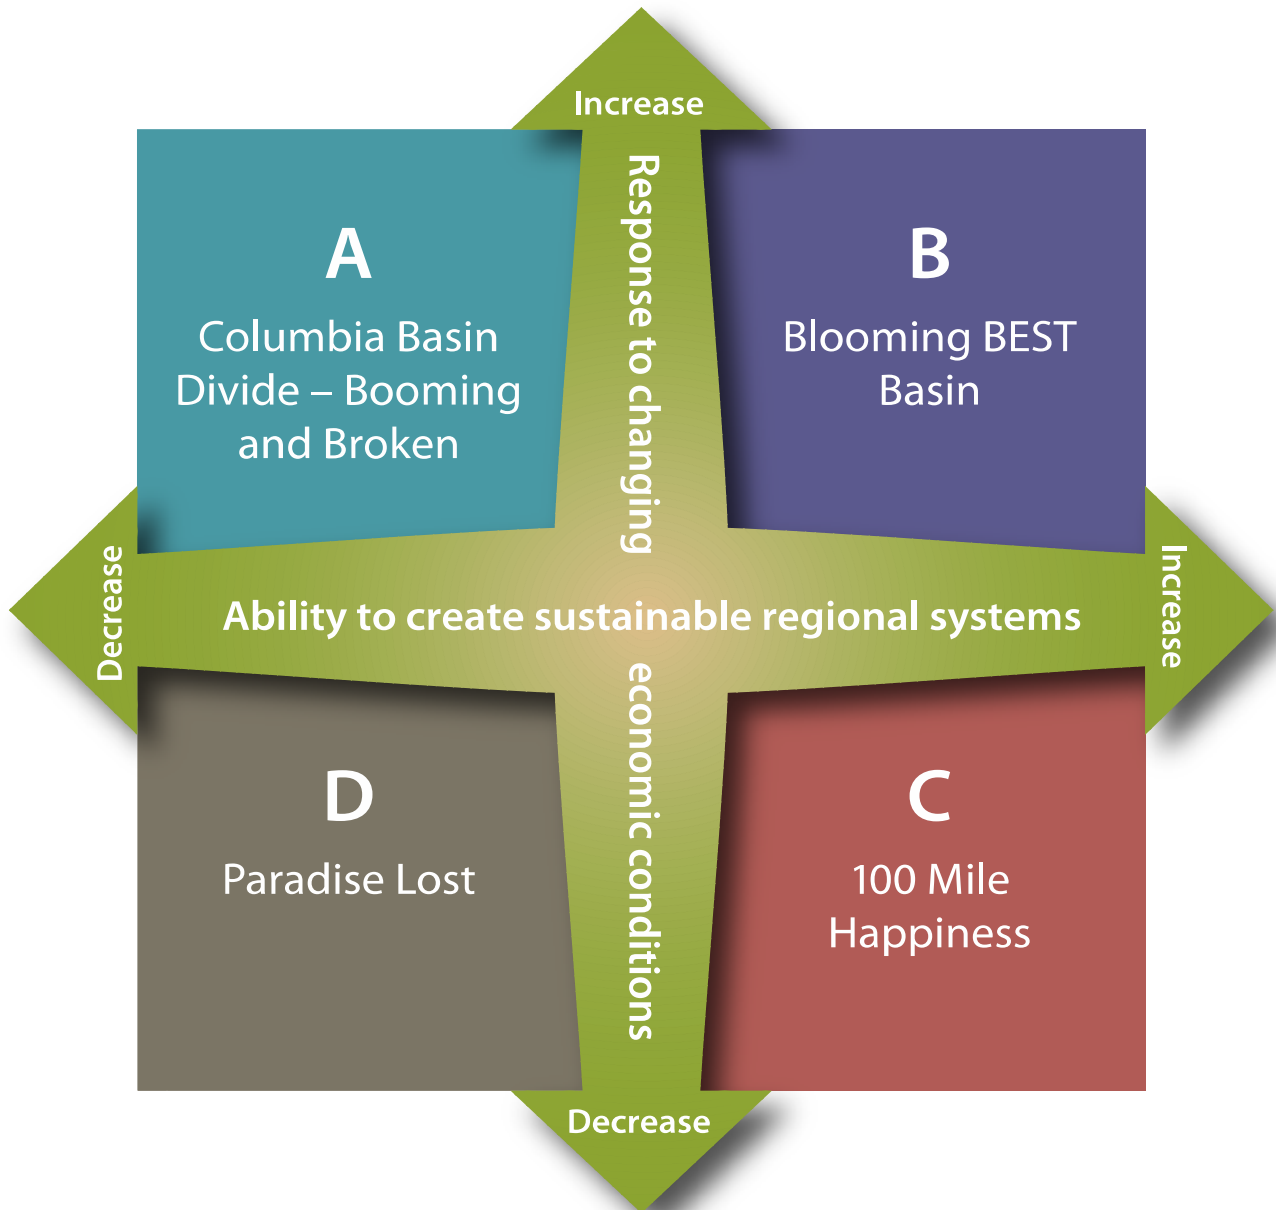 Increase
Response to changing
economic conditions
A
Columbia Basin
Divide – Booming
and Broken
B
Blooming BEST
Basin
Decrease
Ability to create sustainable regional systems
Increase
D
Paradise Lost
C
100 Mile
Happiness
Decrease